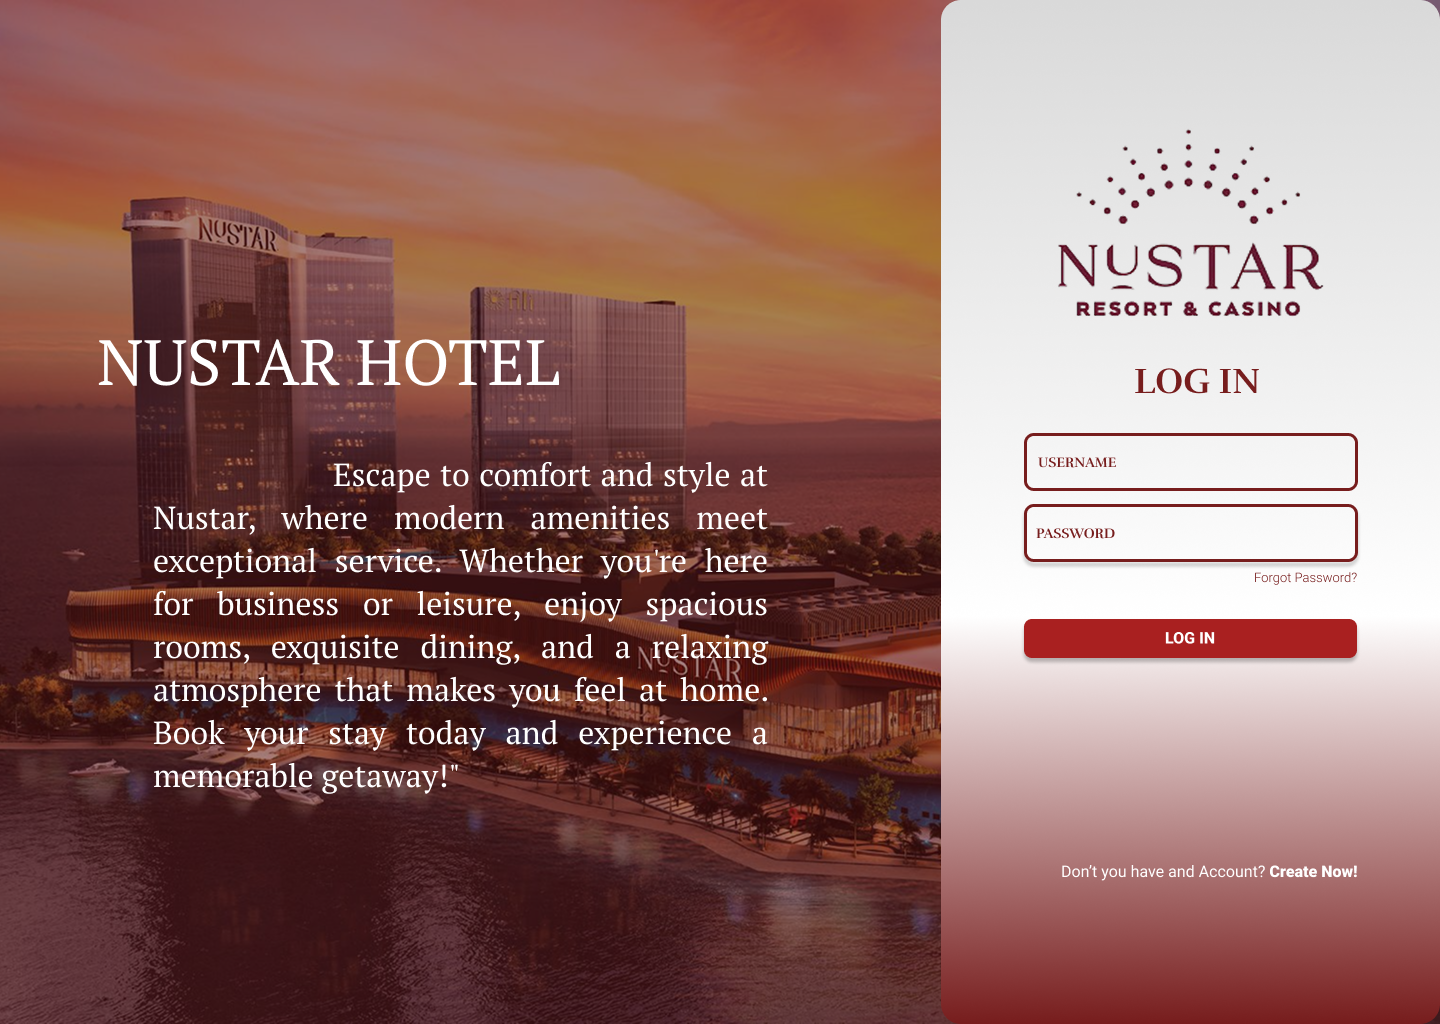 NUSTAR
fili
NUSTAR HOTEL
Escape to comfort and style at
Nustar, where modern amenities meet
exceptional service. Whether you're here
for business or leisure, enjoy spacious
rooms, exquisite dining, and a relaxing
atmosphere that makes you feel at home.
Book your stay today and experience a
memorable getaway!"
NUSTAR
NUSTAR
RESORT & CASINO
LOG IN
USERNAME
PASSWORD
Forgot Password?
LOG IN
Don't you have and Account? Create Now!